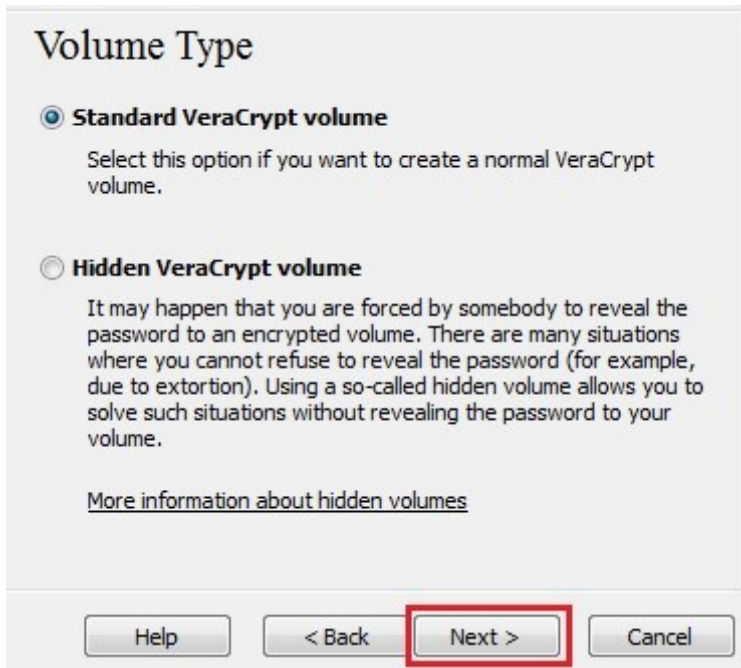 Volume Type
Standard VeraCrypt volume
Select this option if you want to create a normal VeraCrypt
volume.
Hidden VeraCrypt volume
It may happen that you are forced by somebody to reveal the
password to an encrypted volume. There are many situations
where you cannot refuse to reveal the password (for example,
due to extortion). Using a so-called hidden volume allows you to
solve such situations without revealing the password to your
volume.
More information about hidden volumes
Help < Back Next > Cancel